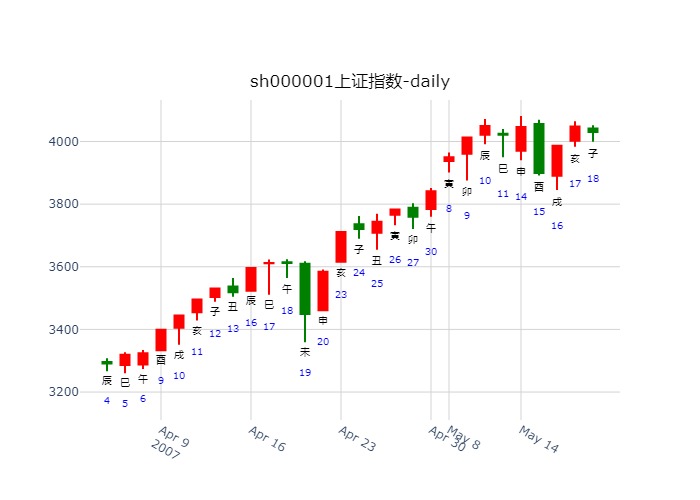 sh000001上证指数-daily
4000
3800
3600
3400
3200
辰 巳 午 酉 戌 亥 子 丑 辰 巳 午 未 申 亥 子 丑 寅 卯 午 寅 卯 辰 巳 申 酉 戌 亥 子
4 5 6 9 10 11 12 13 16 17 18 19 20 23 24 25 26 27 30 8 9 10 11 14 15 16 17 18
Apr 9
2007
Apr 16
Apr 23
Apr 30
May 8
May 14